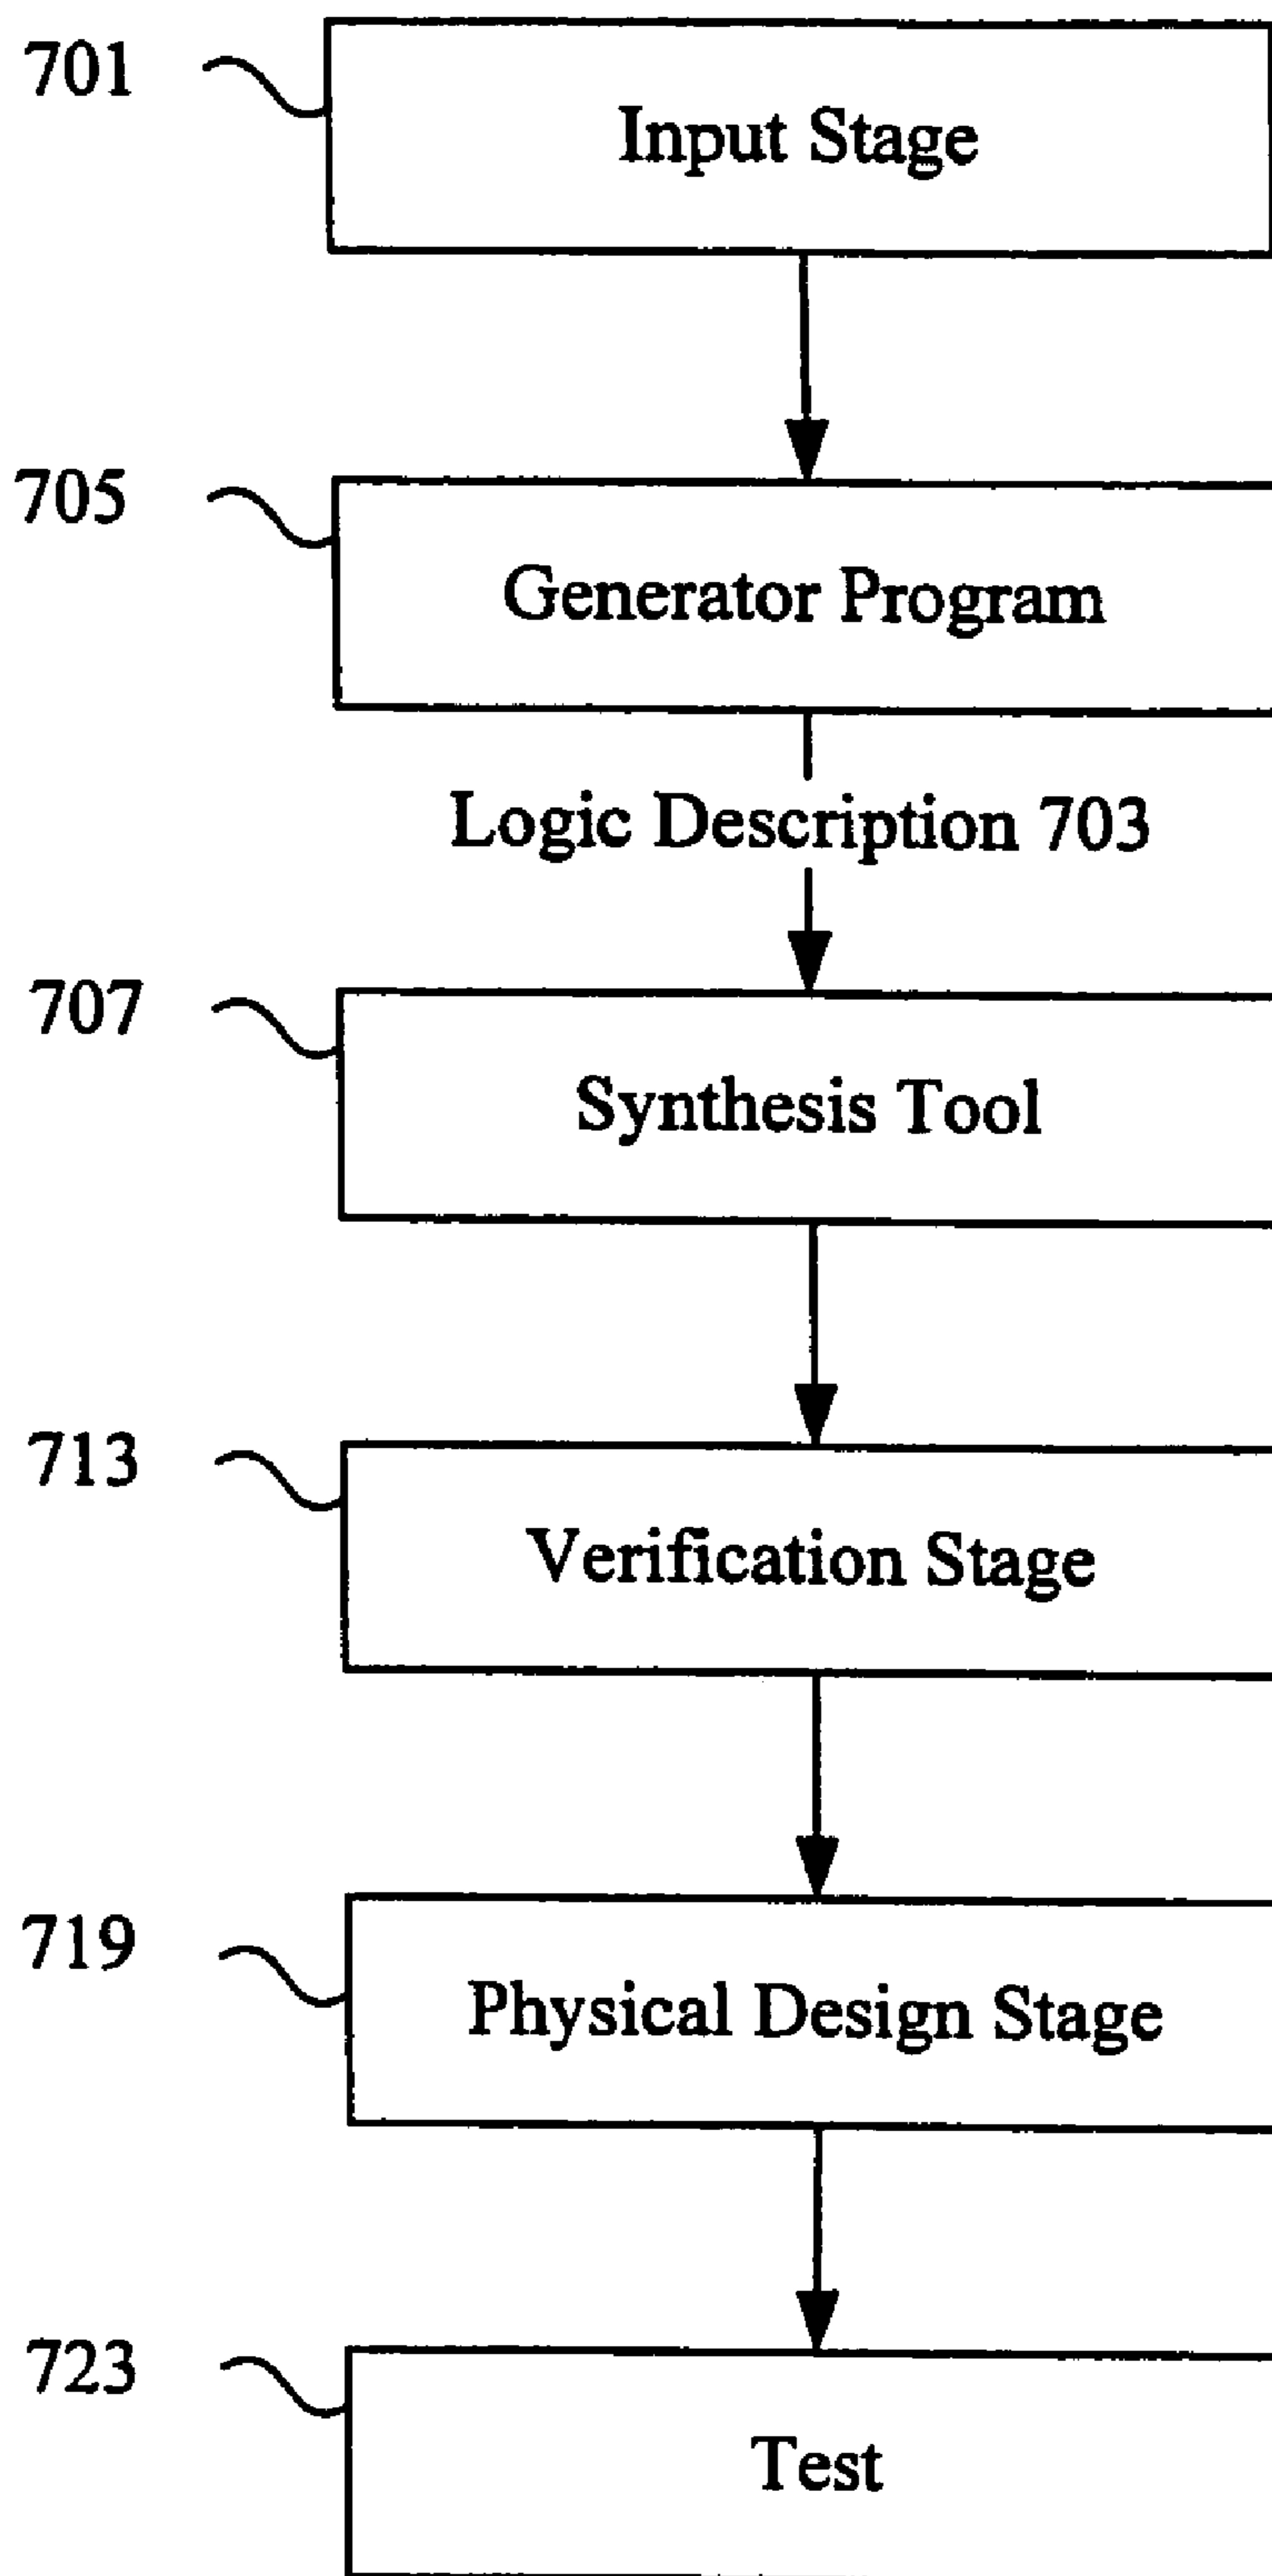 701
Input Stage
705
Generator Program
Logic Description 703
707
Synthesis Tool
713
Verification Stage
719
Physical Design Stage
723
Test